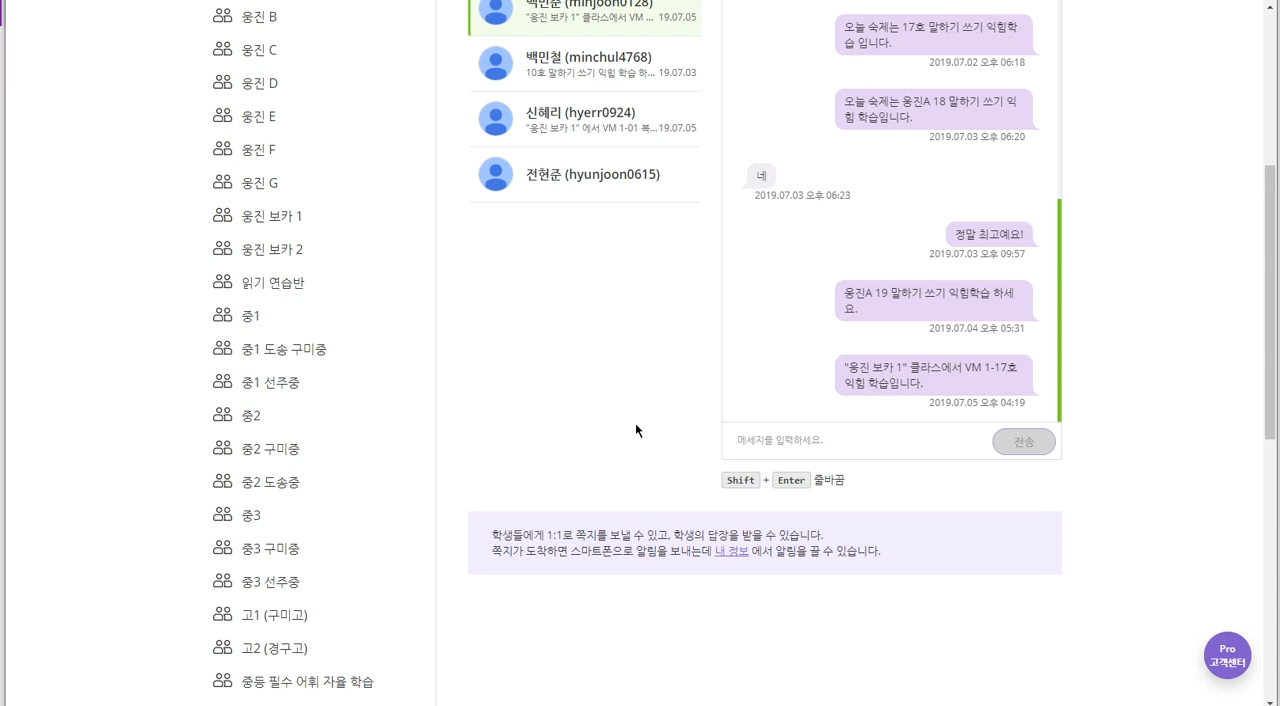 웅진 B
웅진 C
웅진 D
웅진 E
웅진 F
웅진 G
웅진 보카 1
웅진 보카 2
읽기 연습반
중1
중1 도송 구미중
중1 선주중
중2
중2 구미중
중2 도송중
중3
중3 구미중
중3 선주중
고1 (구미고)
고2 (경구고)
중등 필수 어휘 자율 학습
백민준 (minjoon0128)
"웅진 보카 1" 클라스에서 VM ... 19.07.05
백민철 (minchul4768)
10호 말하기 쓰기 익힘 학습 하... 19.07.03
신혜리 (hyerr0924)
"웅진 보카 1" 에서 VM 1-01 복... 19.07.05
전현준 (hyunjoon0615)
오늘 숙제는 17호 말하기 쓰기 익힘학
습 입니다.
2019.07.02 오후 06:18
오늘 숙제는 웅진A 18 말하기 쓰기 익
힘 학습입니다.
2019.07.03 오후 06:20
네
2019.07.03 오후 06:23
정말 최고예요!
2019.07.03 오후 09:57
웅진A 19 말하기 쓰기 익힘학습 하세
요.
2019.07.04 오후 05:31
"웅진 보카 1" 클라스에서 VM 1-17호
익힘 학습입니다.
2019.07.05 오후 04:19
메세지를 입력하세요.
전송
Shift + Enter 줄바꿈
학생들에게 1:1로 쪽지를 보낼 수 있고, 학생의 답장을 받을 수 있습니다.
쪽지가 도착하면 스마트폰으로 알림을 보내는데 내 정보 에서 알림을 끌 수 있습니다.
Pro
고객센터